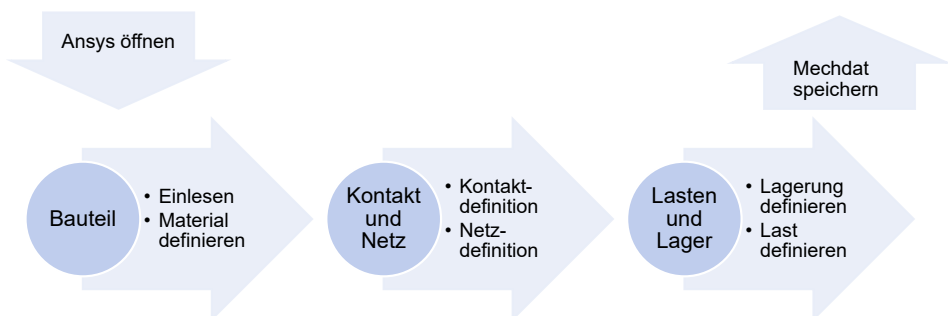 Ansys öffnen
Mechdat
speichern
Bauteil
• Einlesen
• Material
definieren
Kontakt
und
Netz
• Kontakt-
definition
• Netz-
definition
Lasten
und
Lager
• Lagerung
definieren
• Last
definieren